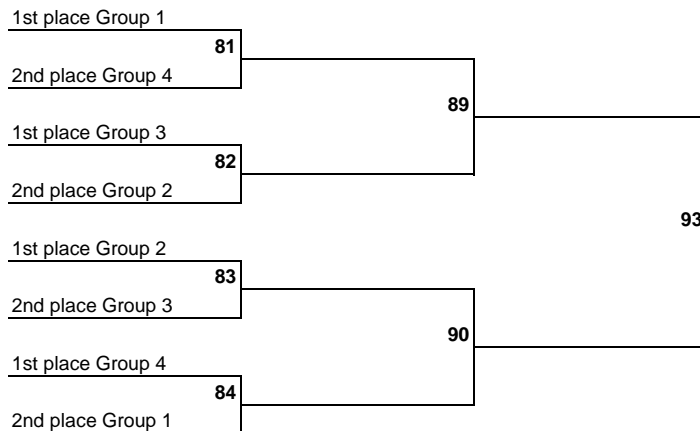 1st place Group 1
81
2nd place Group 4
89
1st place Group 3
82
2nd place Group 2
93
1st place Group 2
83
2nd place Group 3
90
1st place Group 4
84
2nd place Group 1